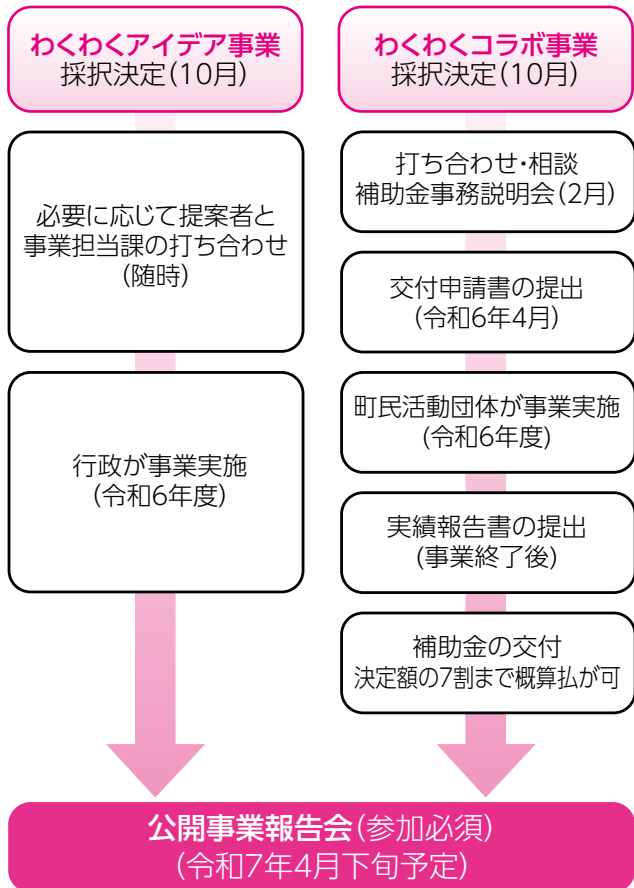 わくわくアイデア事業
採択決定(10月)
必要に応じて提案者と
事業担当課の打ち合わせ
(随時)
行政が事業実施
(令和6年度)
わくわくコラボ事業
採択決定(10月)
打ち合わせ・相談
補助金事務説明会(2月)
交付申請書の提出
(令和6年4月)
町民活動団体が事業実施
(令和6年度)
実績報告書の提出
(事業終了後)
補助金の交付
決定額の7割まで概算払が可
公開事業報告会(参加必須)
(令和7年4月下旬予定)